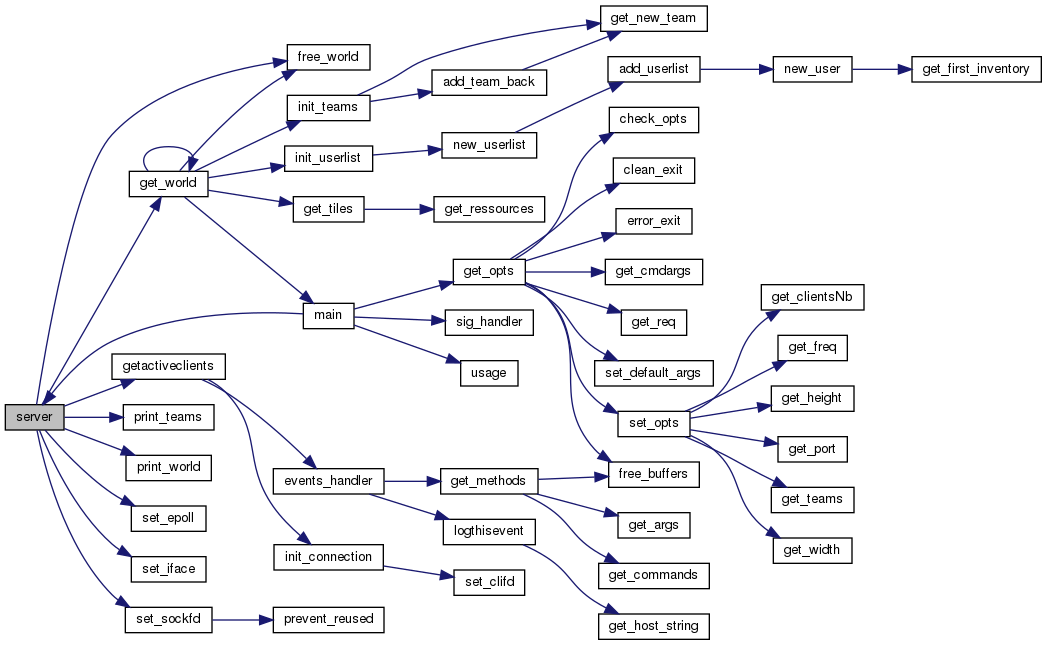 get_new_team
free_world
add_team_back
add_userlist
new_user
get_first_inventory
init_teams
check_opts
new_userlist
init_userlist
clean_exit
get_world
get_tiles
get_ressources
error_exit
get_opts
get_cmdargs
get_clientsNb
main
sig_handler
get_req
get_freq
getactiveclients
usage
set_default_args
get_height
server
print_teams
set_opts
get_port
print_world
events_handler
get_methods
free_buffers
get_teams
set_epoll
logthisevent
get_args
get_width
set_iface
init_connection
set_clifd
get_commands
set_sockfd
prevent_reused
get_host_string